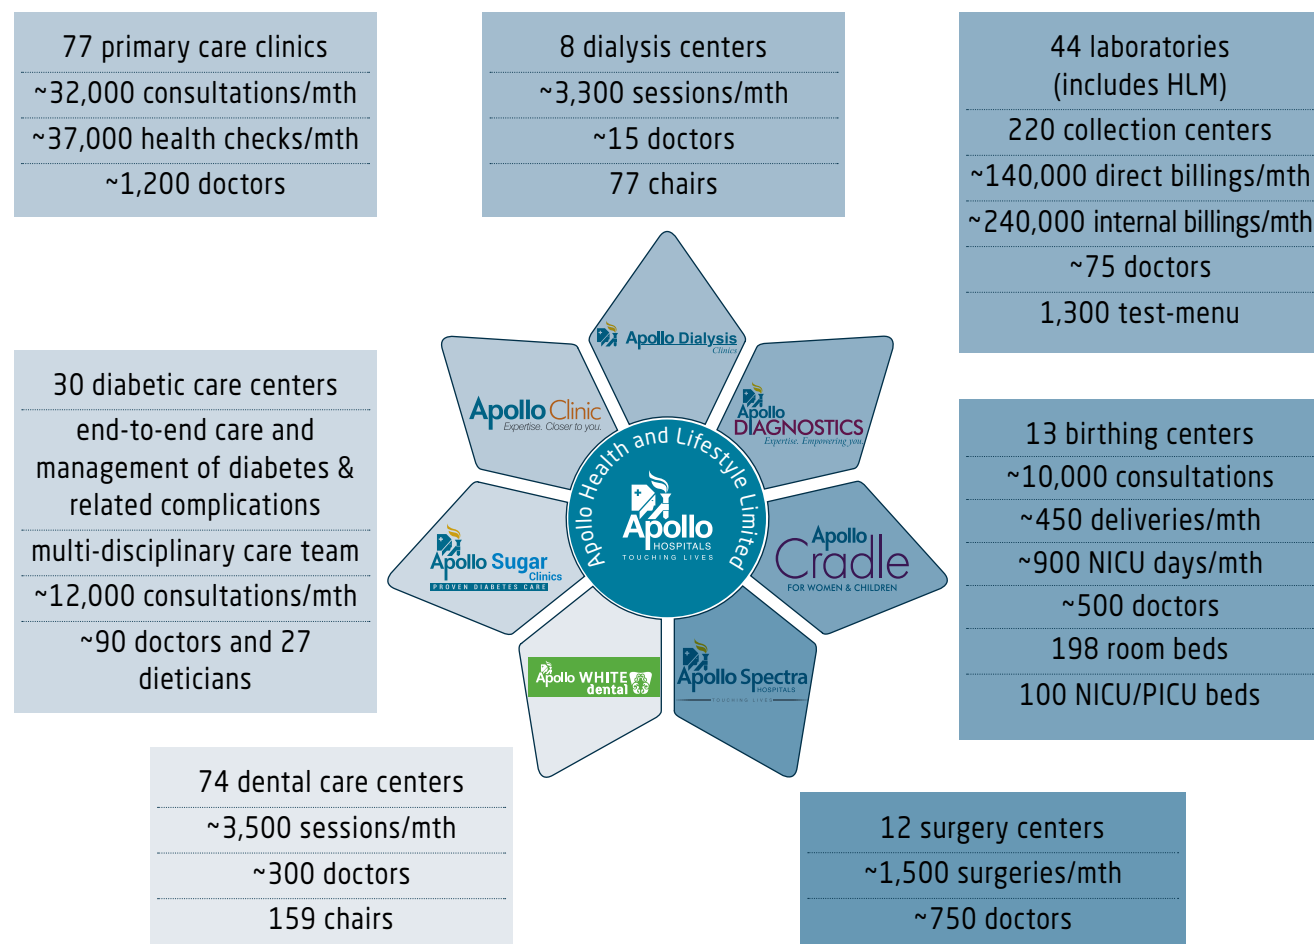 77 primary care clinics
~32,000 consultations/mth
~37,000 health checks/mth
~1,200 doctors
8 dialysis centers
~3,300 sessions/mth
~15 doctors
77 chairs
44 laboratories
(includes HLM)
220 collection centers
~140,000 direct billings/mth
~240,000 internal billings/mth
~75 doctors
1,300 test-menu
30 diabetic care centers
end-to-end care and
management of diabetes &
related complications
multi-disciplinary care team
~12,000 consultations/mth
~90 doctors and 27
dieticians
Apollo Dialysis
Clinics
Apollo Clinic
Expertise. Closer to you.
Apollo
DIAGNOSTICS
Expertise. Empowering you.
Apollo Health and Lifestyle Limited
Apollo
HOSPITALS
TOUCHING LIVES
Apollo Sugar
Clinics
PROVEN DIABETES CARE
Apollo
Cradle
FOR WOMEN & CHILDREN
Apollo WHITE
dental
Apollo Spectra
HOSPITALS
TOUCHING LIVES
13 birthing centers
~10,000 consultations
~450 deliveries/mth
~900 NICU days/mth
~500 doctors
198 room beds
100 NICU/PICU beds
74 dental care centers
~3,500 sessions/mth
~300 doctors
159 chairs
12 surgery centers
~1,500 surgeries/mth
~750 doctors